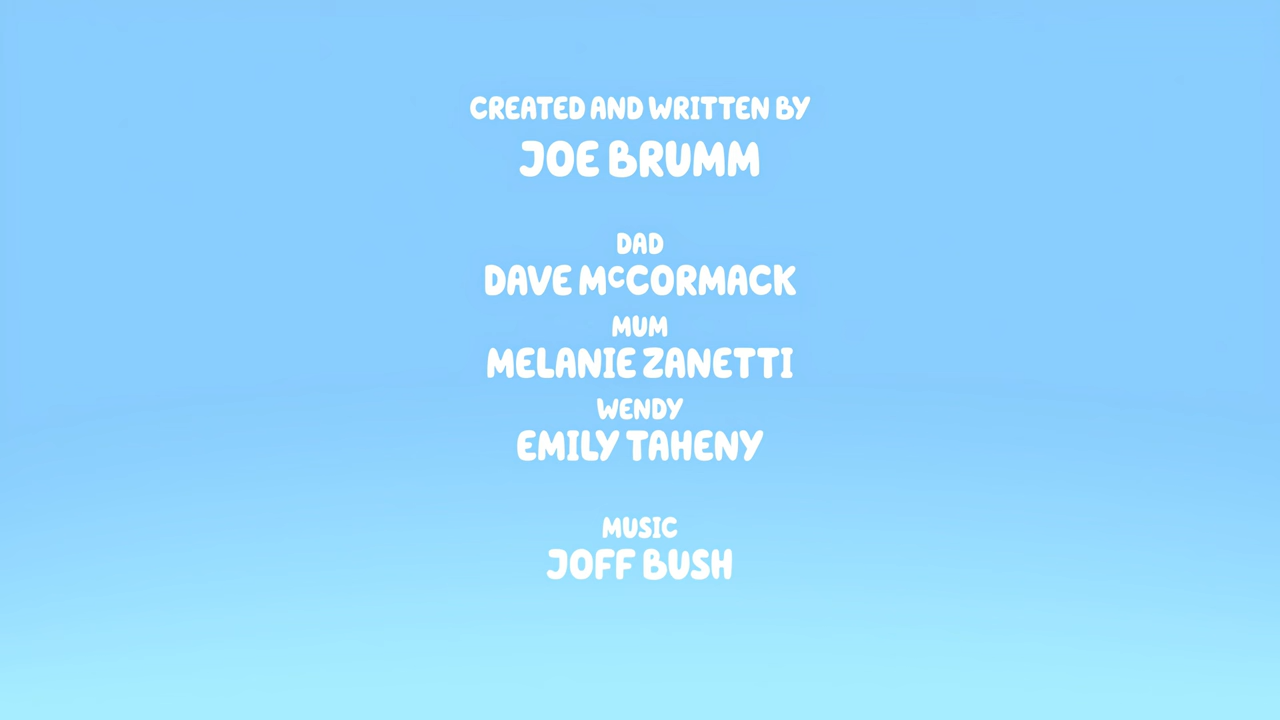 CREATED AND WRITTEN BY
JOE BRUMM
DAD
DAVE McCORMACK
MUM
MELANIE ZANETTI
WENDY
EMILY TAHENY
MUSIC
JOFF BUSH